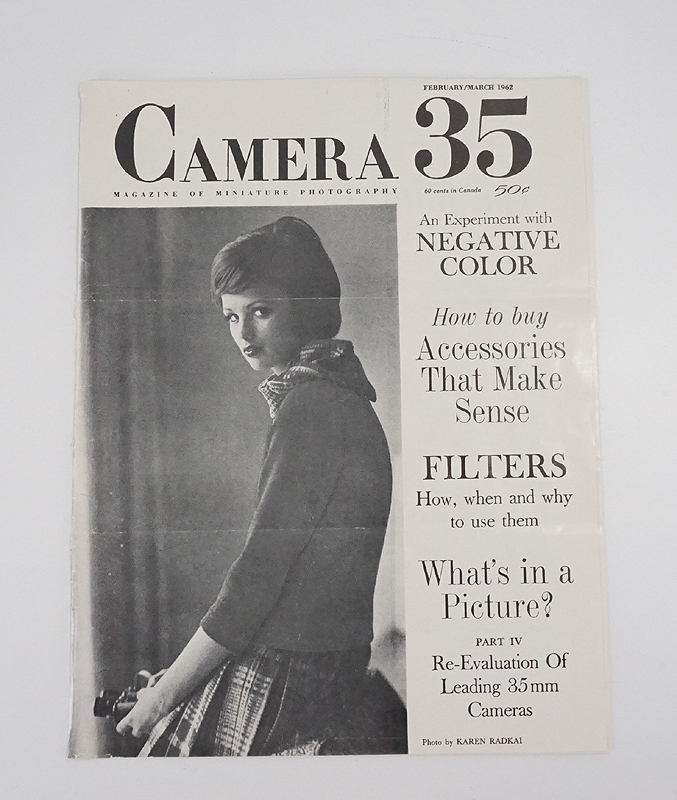 FEBRUARY/MARCH 1962
CAMERA 35
MAGAZINE OF MINIATURE PHOTOGRAPHY
60 cents in Canada 50¢
An Experiment with
NEGATIVE
COLOR
How to buy
Accessories
That Make
Sense
FILTERS
How, when and why
to use them
What's in a
Picture?
PART IV
Re-Evaluation Of
Leading 35mm
Cameras
Photo by KAREN RADKAI